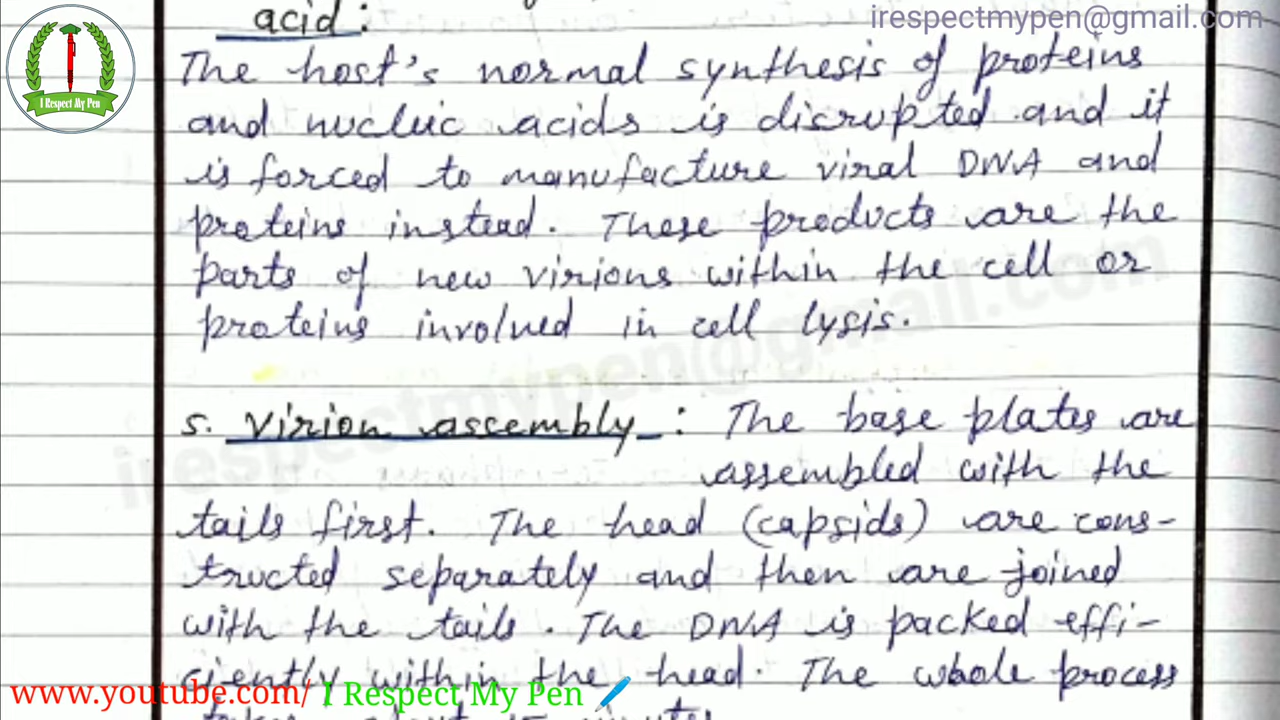 acid:
irespectmypen@gmail.com
I Respect My Pen
The host's normal synthesis of proteins
and nucleic acids is disrupted and it
is forced to manufacture viral DNA and
proteins instead. These products are the
parts of new virions within the cell or
proteins involved in cell lysis.
irespectmypen@gmail.com
5. Virion assembly : The base plates are
assembled with the
tails first. The head (capsids) are cons-
tructed separately and then are joined
with the tails. The DNA is packed effi-
ciently within the head. The whole process
www.youtube.com/ I Respect My Pen